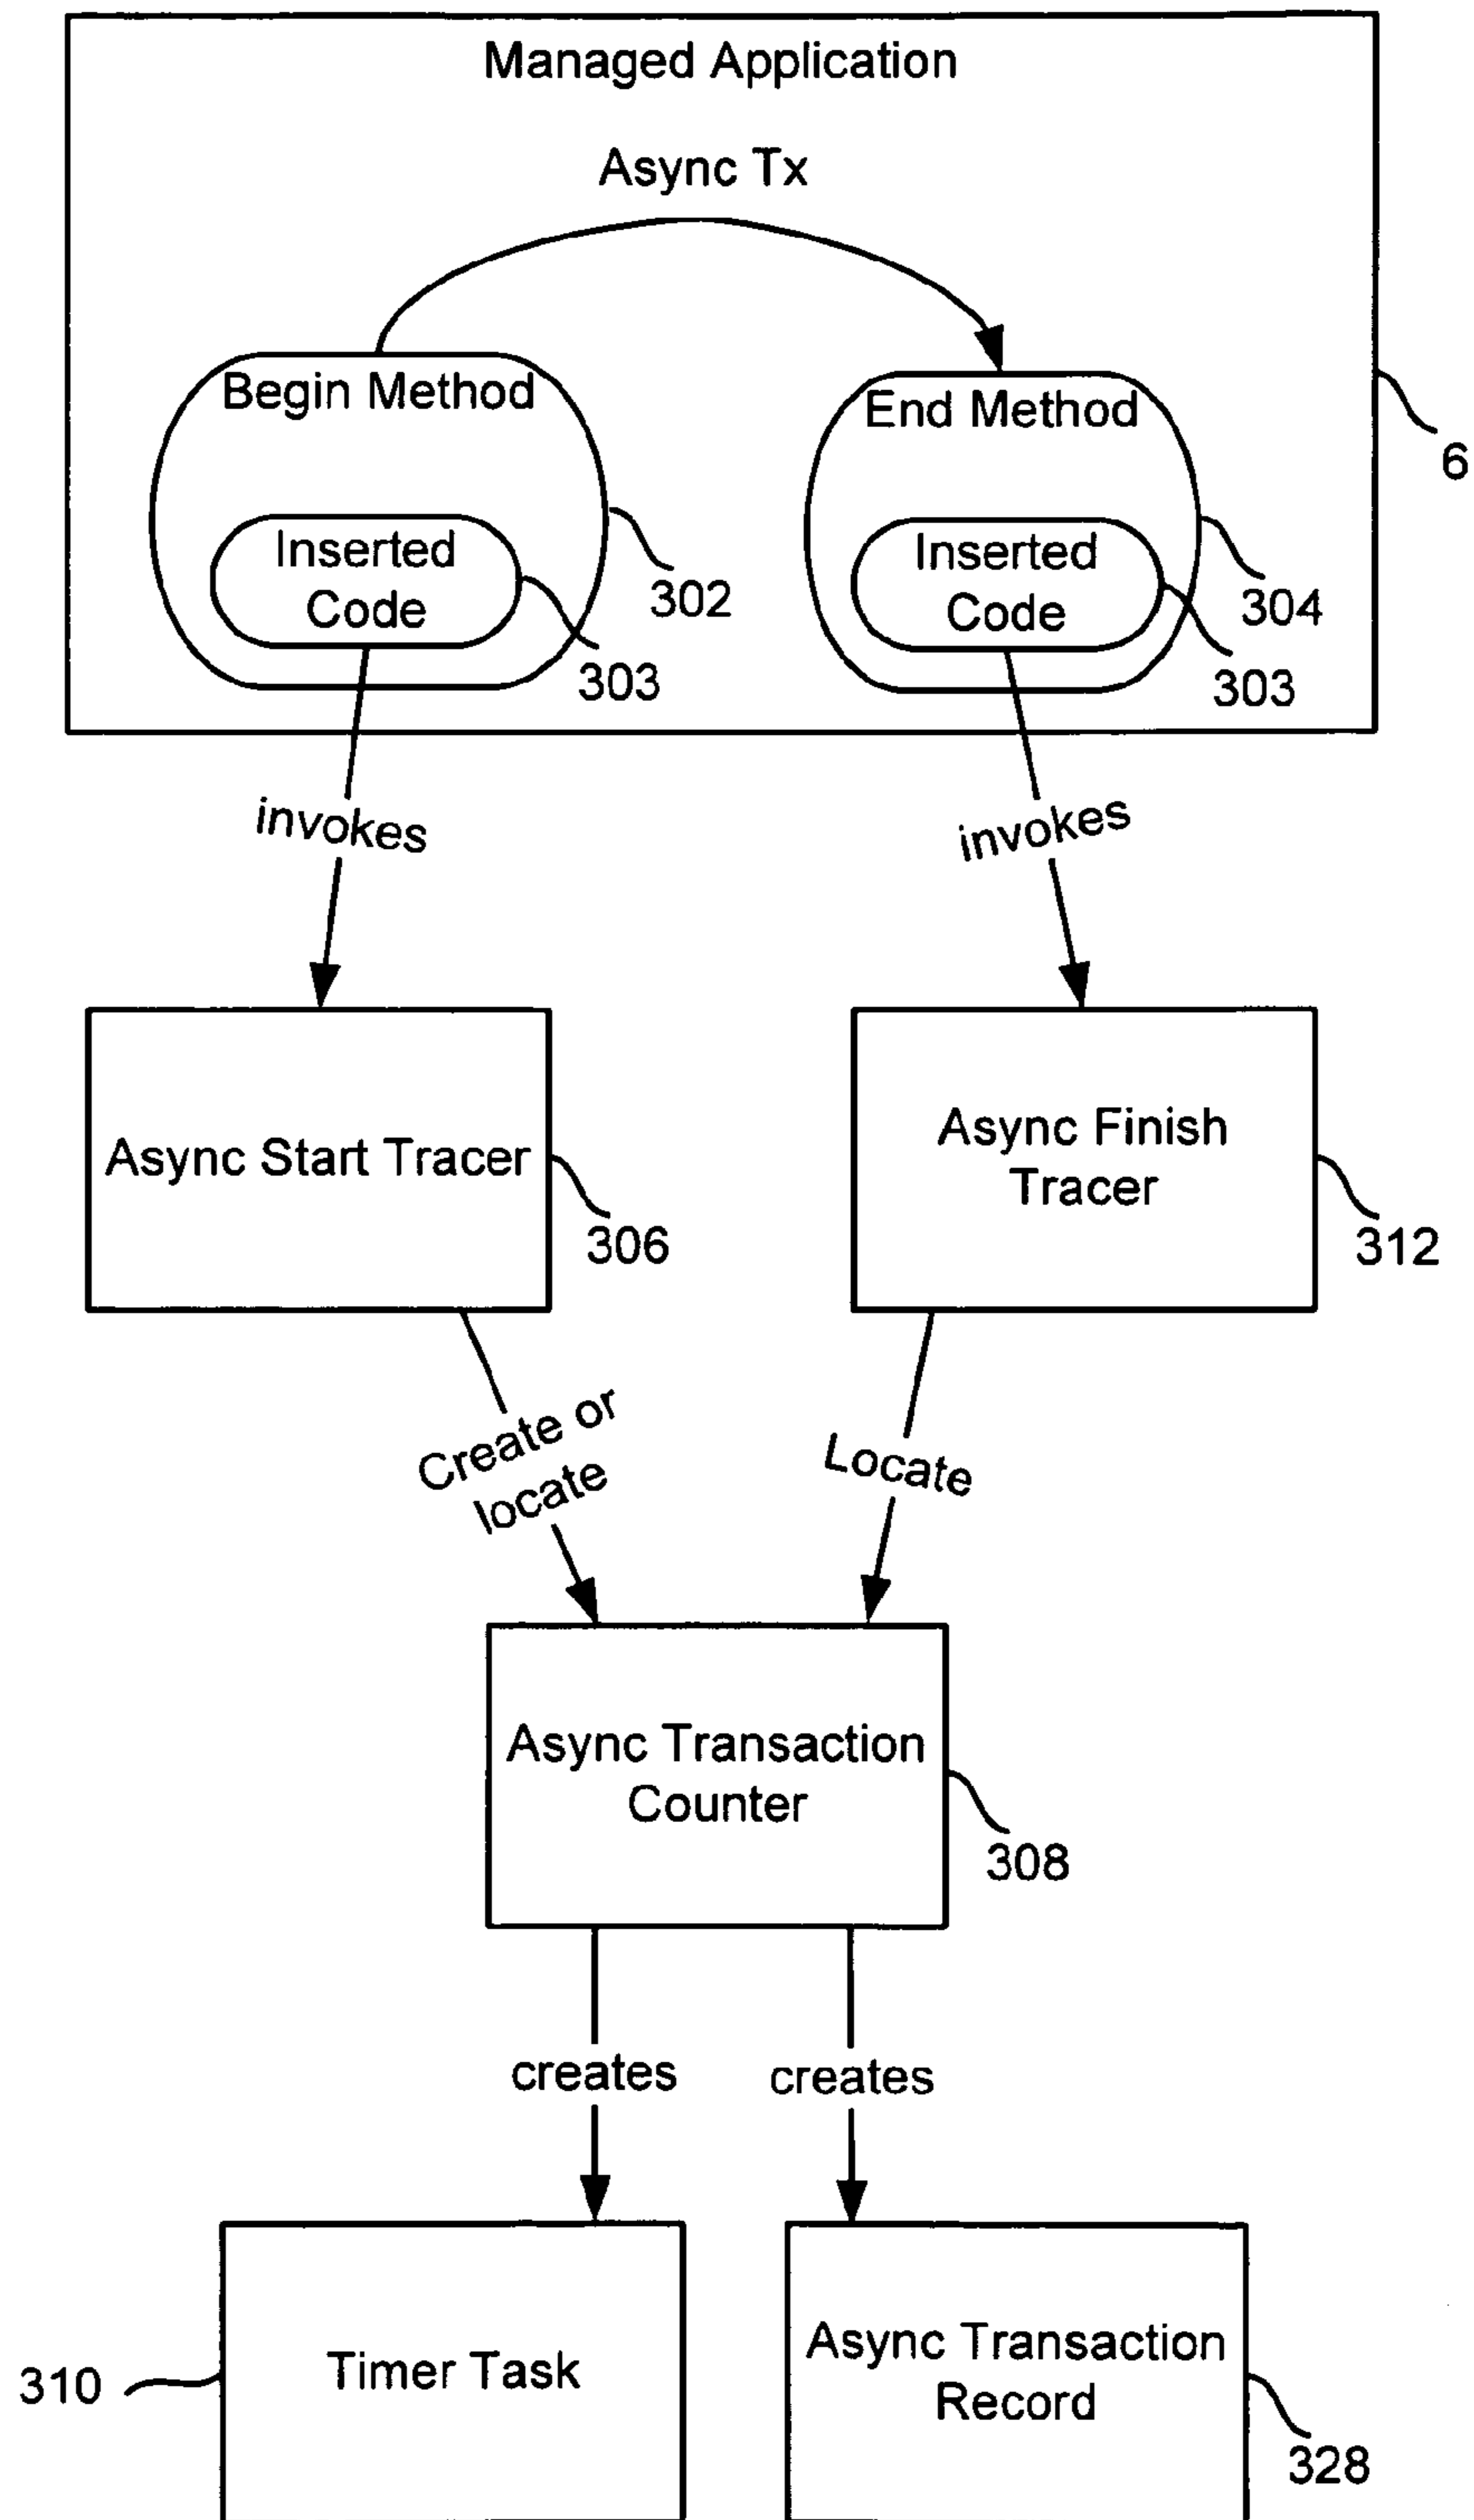 Managed Application
Async Tx
Begin Method
End Method
6
Inserted
Code
Inserted
Code
302
304
303
303
invokes
invokes
Async Start Tracer
Async Finish
Tracer
306
312
Create or
locate
Locate
Async Transaction
Counter
308
creates
creates
310
Timer Task
Async Transaction
Record
328